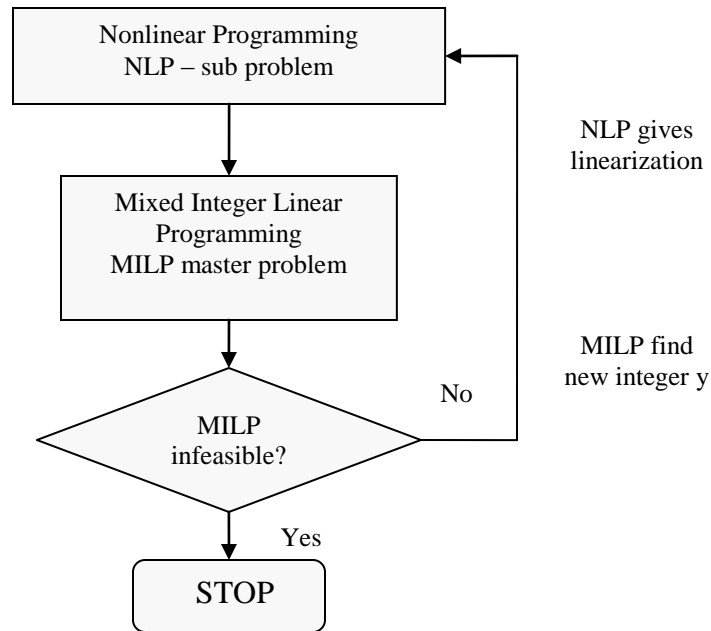 Nonlinear Programming
NLP – sub problem
NLP gives
linearization
Mixed Integer Linear
Programming
MILP master problem
MILP find
new integer y
No
MILP
infeasible?
Yes
STOP